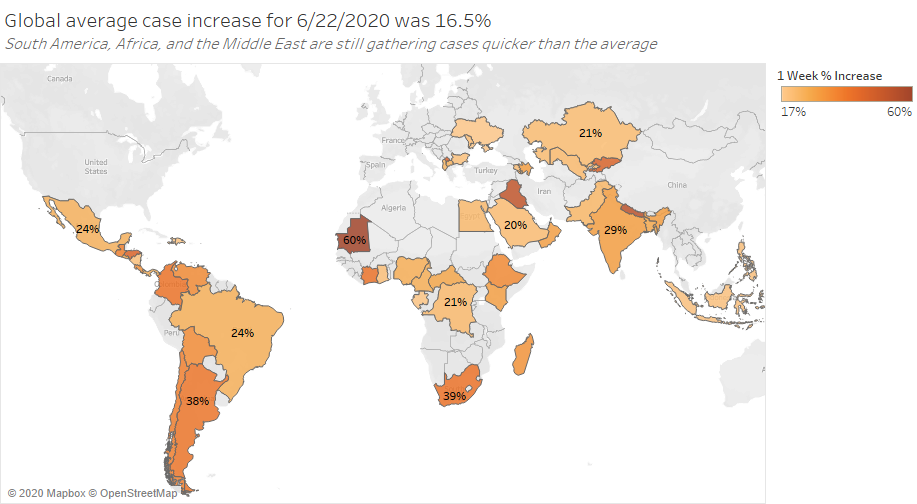 Global average case increase for 6/22/2020 was 16.5%
South America, Africa, and the Middle East are still gathering cases quicker than the average
1 Week % Increase
17% 60%
Canada
United States
France
Spain
Turkey
Iran
China
Algeria
21%
24%
60%
20%
29%
Colombia
21%
Peru
24%
38%
39%
© 2020 Mapbox © OpenStreetMap